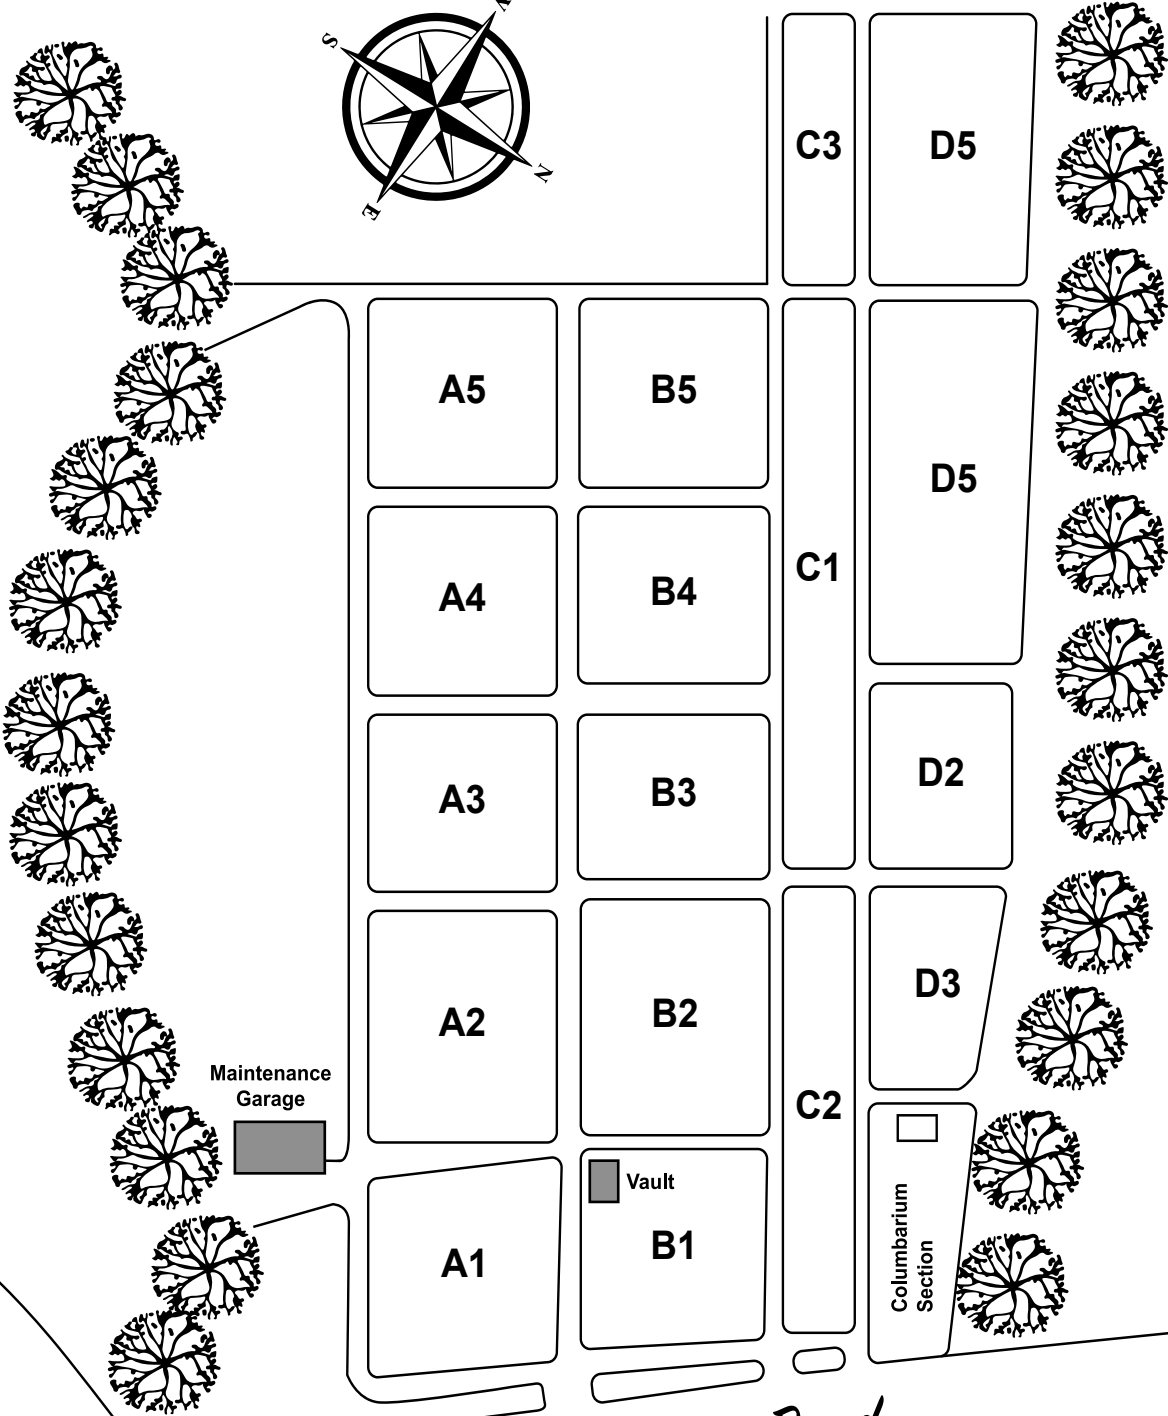 S
N
E
C3
D5
A5
B5
D5
C1
A4
B4
A3
B3
D2
A2
B2
D3
Maintenance
Garage
C2
Vault
A1
B1
Columbarium
Section